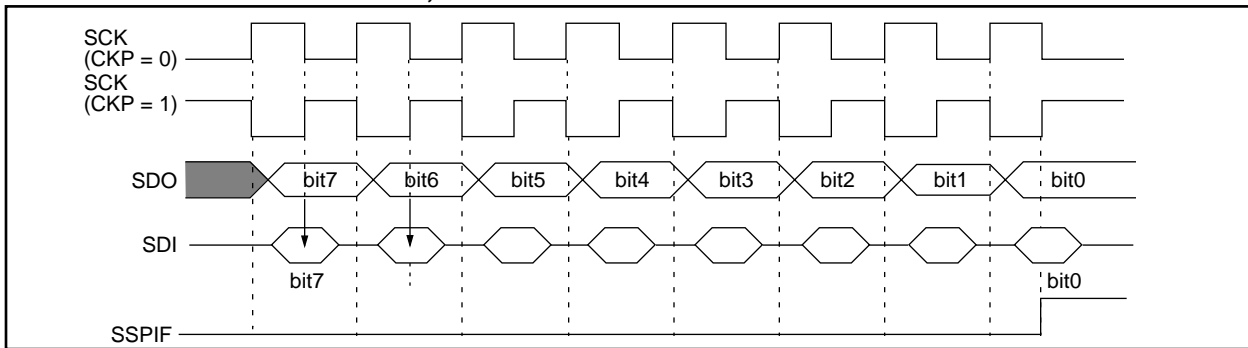 SCK
(CKP = 0)
SCK
(CKP = 1)
SDO bit7 bit6 bit5 bit4 bit3 bit2 bit1 bit0
SDI
bit7 bit0
SSPIF